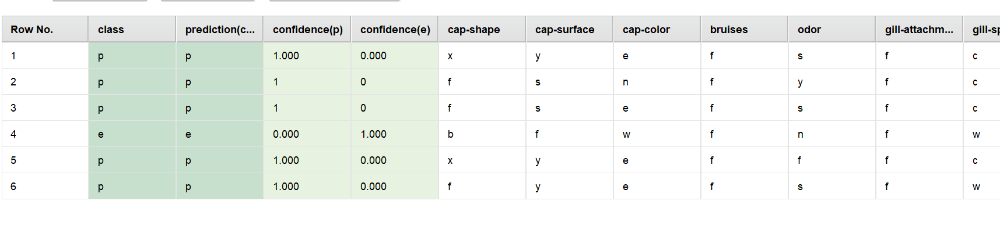 Row No. class prediction(c... confidence(p) confidence(e) cap-shape cap-surface cap-color bruises odor gill-attachm... gill-sp
1 p p 1.000 0.000 x y e f s f c
2 p p 1 0 f s n f y f c
3 p p 1 0 f s e f s f c
4 e e 0.000 1.000 b f w f n f w
5 p p 1.000 0.000 x y e f f f c
6 p p 1.000 0.000 f y e f s f w